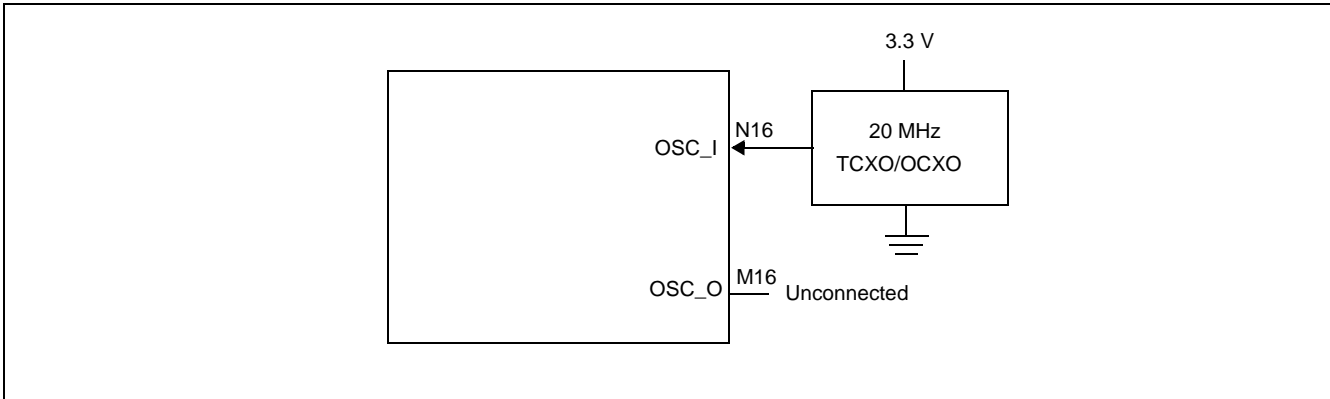 3.3 V
OSC_I
N16
20 MHz
TCXO/OCXO
OSC_O
M16
Unconnected